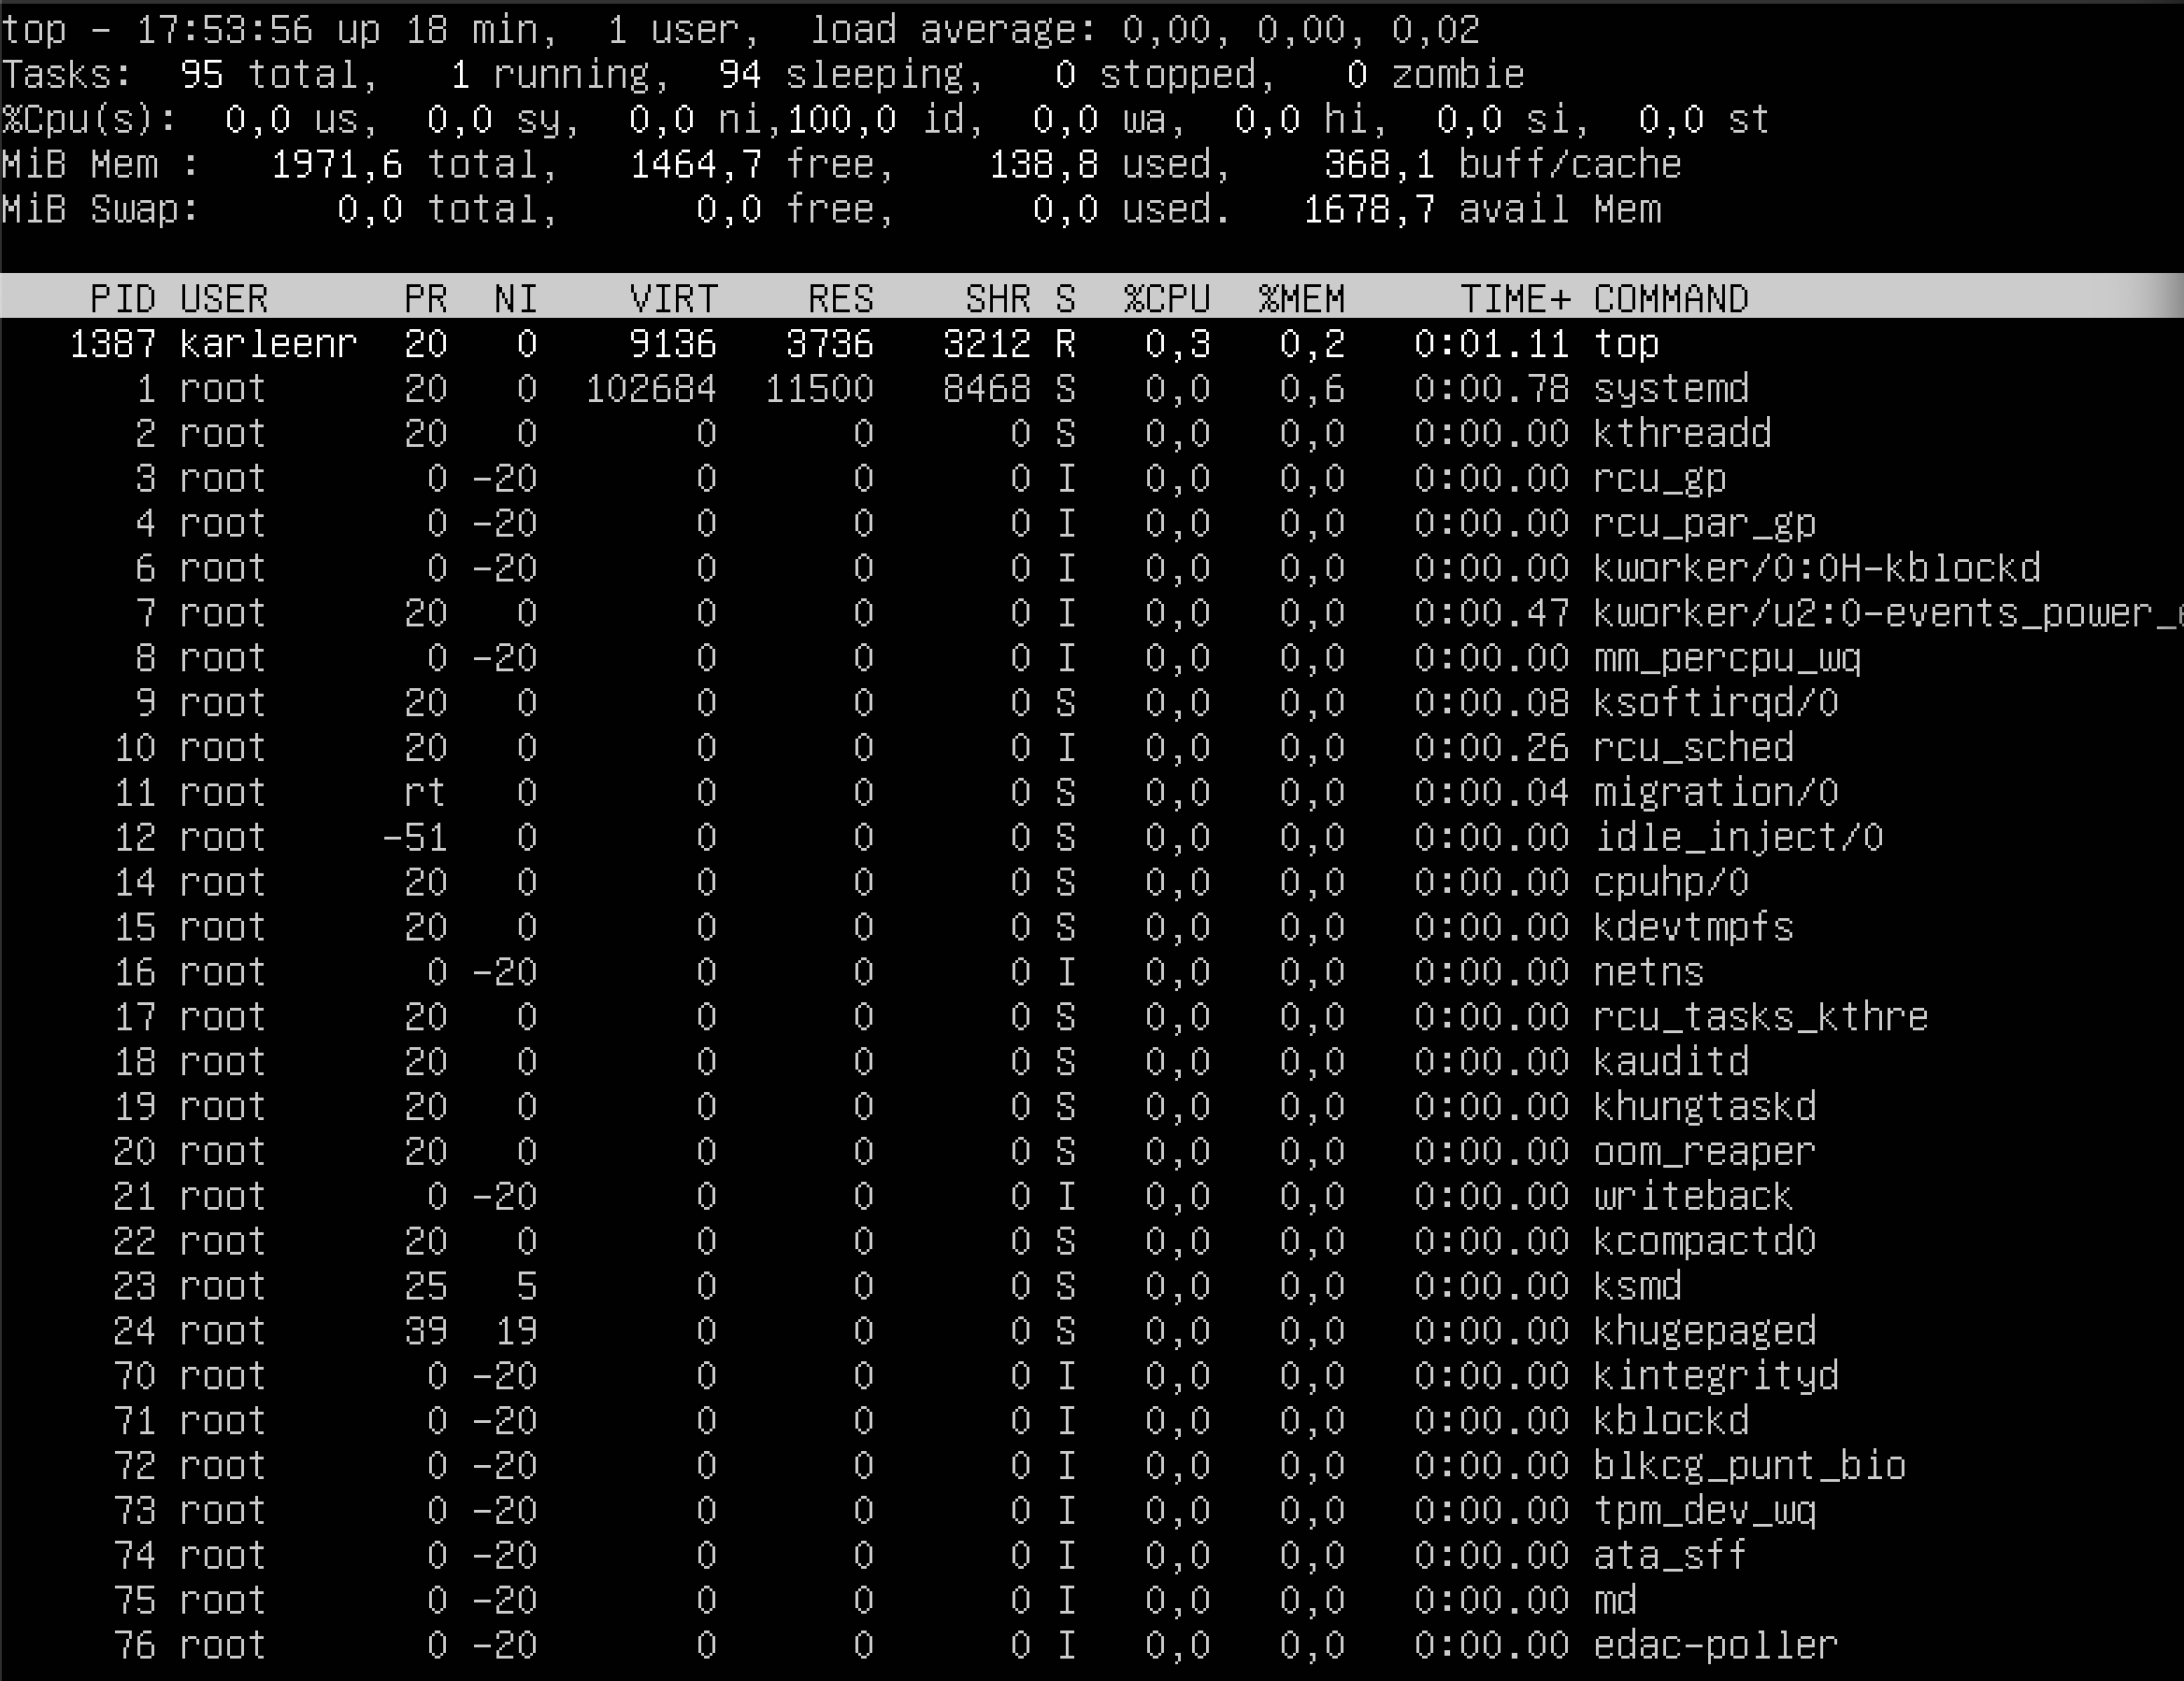 top - 17:53:56 up 18 min,  1 user,  load average: 0,00, 0,00, 0,02
Tasks:  95 total,   1 running,  94 sleeping,   0 stopped,   0 zombie
%Cpu(s):  0,0 us,  0,0 sy,  0,0 ni,100,0 id,  0,0 wa,  0,0 hi,  0,0 si,  0,0 st
MiB Mem :   1971,6 total,   1464,7 free,    138,8 used,    368,1 buff/cache
MiB Swap:      0,0 total,      0,0 free,      0,0 used.   1678,7 avail Mem
PID USER      PR  NI    VIRT    RES    SHR S  %CPU  %MEM     TIME+ COMMAND
1387 karleenr  20   0    9136   3736   3212 R   0,3   0,2   0:01.11 top
1 root      20   0  102684  11500   8468 S   0,0   0,6   0:00.78 systemd
2 root      20   0       0      0      0 S   0,0   0,0   0:00.00 kthreadd
3 root       0 -20       0      0      0 I   0,0   0,0   0:00.00 rcu_gp
4 root       0 -20       0      0      0 I   0,0   0,0   0:00.00 rcu_par_gp
6 root       0 -20       0      0      0 I   0,0   0,0   0:00.00 kworker/0:0H-kblockd
7 root      20   0       0      0      0 I   0,0   0,0   0:00.47 kworker/u2:0-events_power_e
8 root       0 -20       0      0      0 I   0,0   0,0   0:00.00 mm_percpu_wq
9 root      20   0       0      0      0 S   0,0   0,0   0:00.08 ksoftirqd/0
10 root      20   0       0      0      0 I   0,0   0,0   0:00.26 rcu_sched
11 root      rt   0       0      0      0 S   0,0   0,0   0:00.04 migration/0
12 root     -51   0       0      0      0 S   0,0   0,0   0:00.00 idle_inject/0
14 root      20   0       0      0      0 S   0,0   0,0   0:00.00 cpuhp/0
15 root      20   0       0      0      0 S   0,0   0,0   0:00.00 kdevtmpfs
16 root       0 -20       0      0      0 I   0,0   0,0   0:00.00 netns
17 root      20   0       0      0      0 S   0,0   0,0   0:00.00 rcu_tasks_kthre
18 root      20   0       0      0      0 S   0,0   0,0   0:00.00 kauditd
19 root      20   0       0      0      0 S   0,0   0,0   0:00.00 khungtaskd
20 root      20   0       0      0      0 S   0,0   0,0   0:00.00 oom_reaper
21 root       0 -20       0      0      0 I   0,0   0,0   0:00.00 writeback
22 root      20   0       0      0      0 S   0,0   0,0   0:00.00 kcompactd0
23 root      25   5       0      0      0 S   0,0   0,0   0:00.00 ksmd
24 root      39  19       0      0      0 S   0,0   0,0   0:00.00 khugepaged
70 root       0 -20       0      0      0 I   0,0   0,0   0:00.00 kintegrityd
71 root       0 -20       0      0      0 I   0,0   0,0   0:00.00 kblockd
72 root       0 -20       0      0      0 I   0,0   0,0   0:00.00 blkcg_punt_bio
73 root       0 -20       0      0      0 I   0,0   0,0   0:00.00 tpm_dev_wq
74 root       0 -20       0      0      0 I   0,0   0,0   0:00.00 ata_sff
75 root       0 -20       0      0      0 I   0,0   0,0   0:00.00 md
76 root       0 -20       0      0      0 I   0,0   0,0   0:00.00 edac-poller